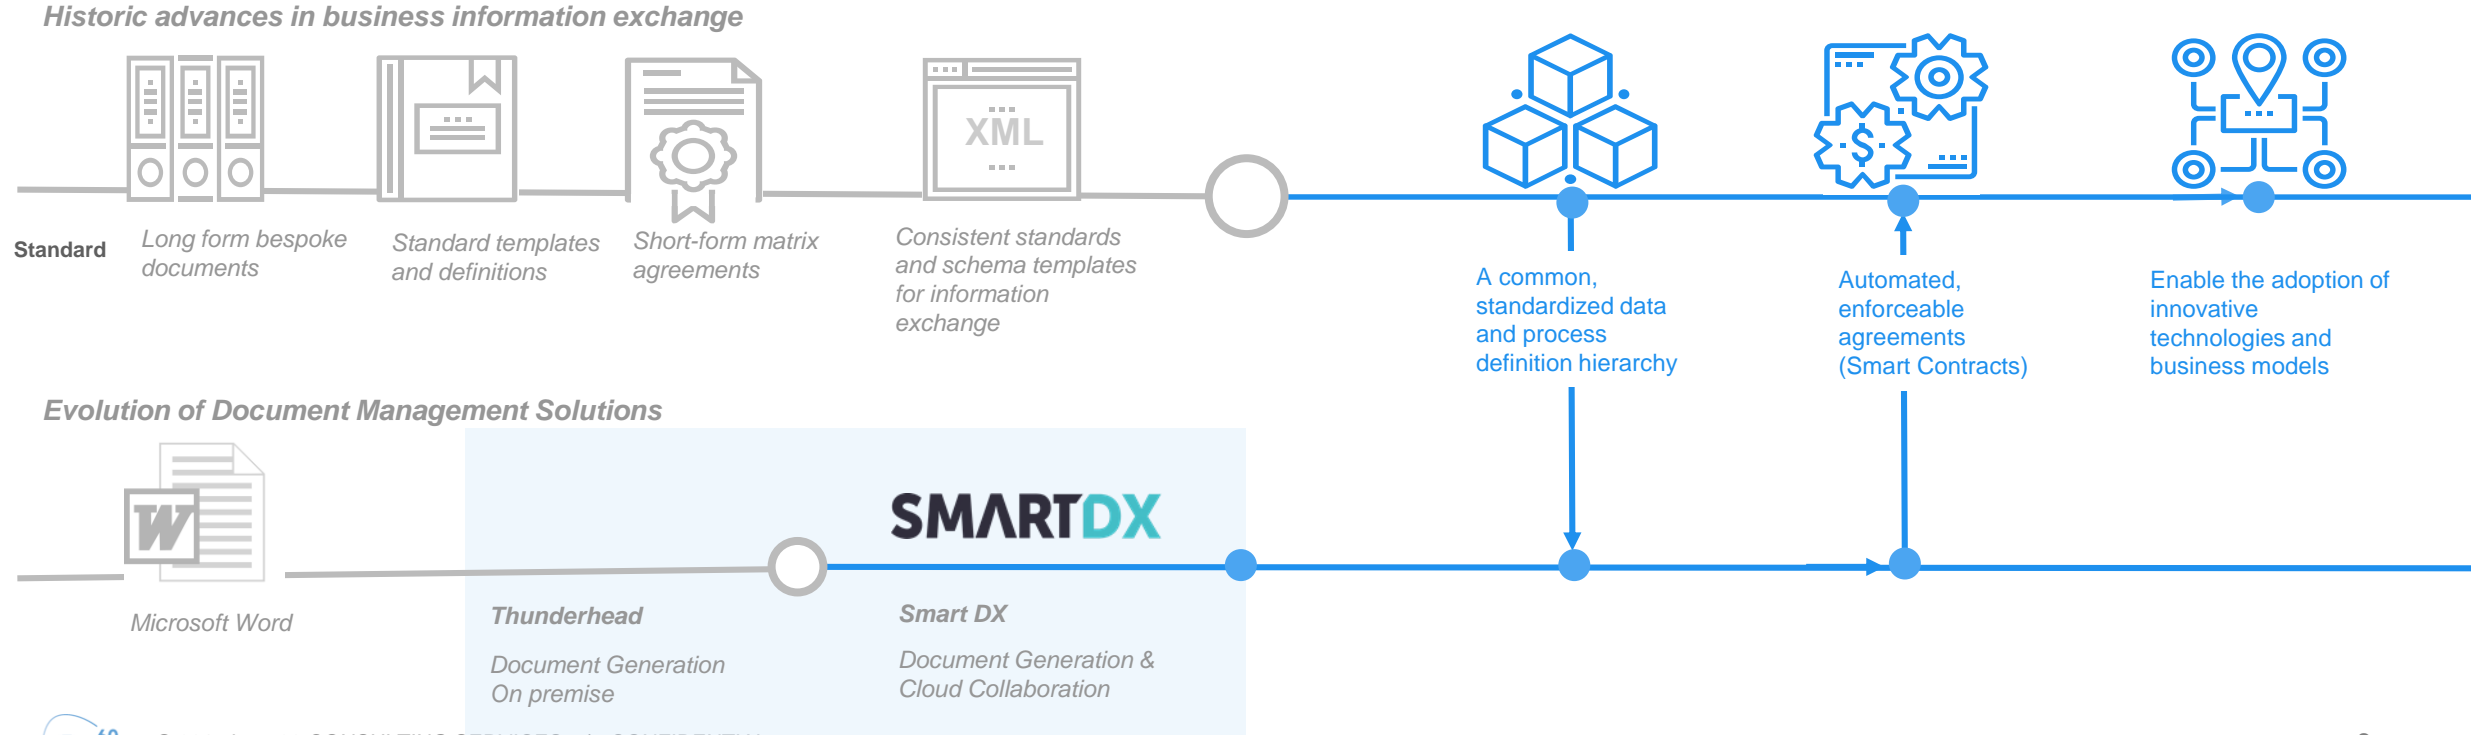 Historic advances in business information exchange
XML
Standard
Long form bespoke
documents
Standard templates
and definitions
Short-form matrix
agreements
Consistent standards
and schema templates
for information
exchange
A common,
standardized data
and process
definition hierarchy
Automated,
enforceable
agreements
(Smart Contracts)
Enable the adoption of
innovative
technologies and
business models
$
Evolution of Document Management Solutions
W
SMARTDX
Microsoft Word
Thunderhead
Document Generation
On premise
Smart DX
Document Generation &
Cloud Collaboration